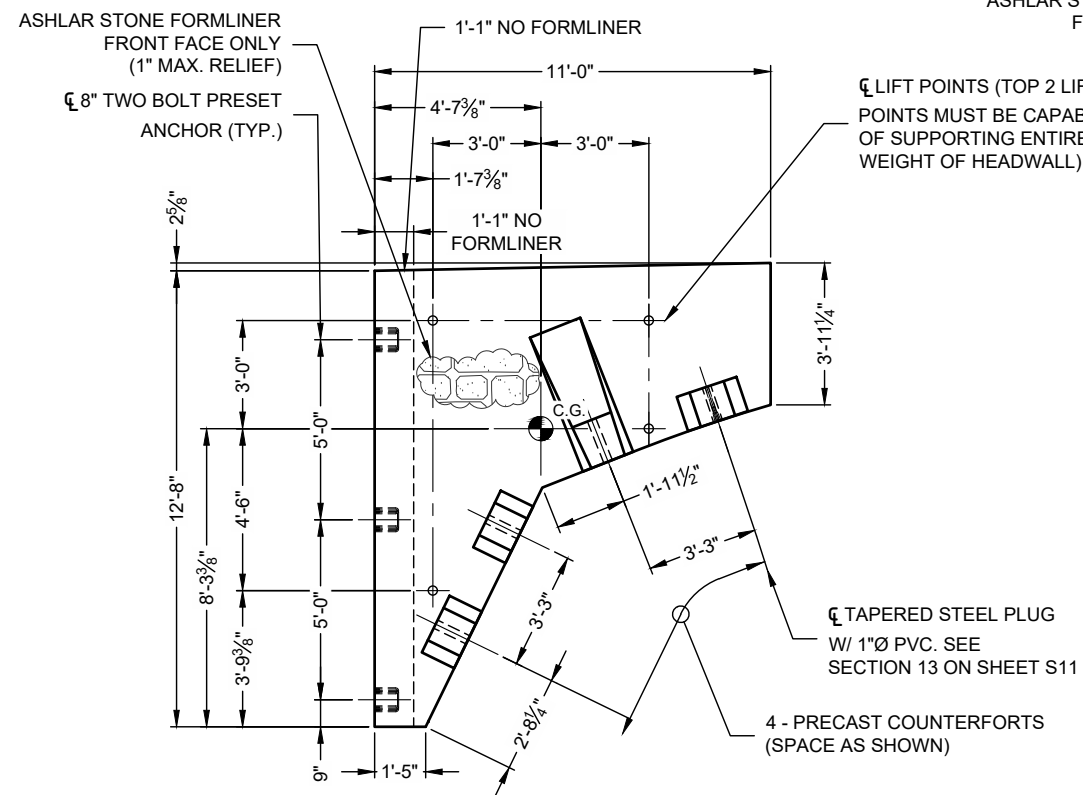 ASHLAR STONE FORMLINER
FRONT FACE ONLY
(1" MAX. RELIEF)
℄ 8" TWO BOLT PRESET
ANCHOR (TYP.)
1'-1" NO FORMLINER
11'-0"
4'-7⅜"
3'-0"
3'-0"
1'-7⅜"
1'-1" NO
FORMLINER
ASHLAR
F
℄ LIFT POINTS (TOP 2
POINTS MUST BE
OF SUPPORTING
WEIGHT OF HEADWALL)
2⅝"
12'-8"
8'-3⅜"
3'-0"
4'-6"
3'-9⅜"
5'-0"
5'-0"
9"
1'-5"
C.G.
3'-11¼"
1'-11½"
3'-3"
3'-3"
2'-8¼"
℄ TAPERED STEEL PLUG
W/ 1"Ø PVC. SEE
SECTION 13 ON SHEET S11
4 - PRECAST COUNTERFORTS
(SPACE AS SHOWN)